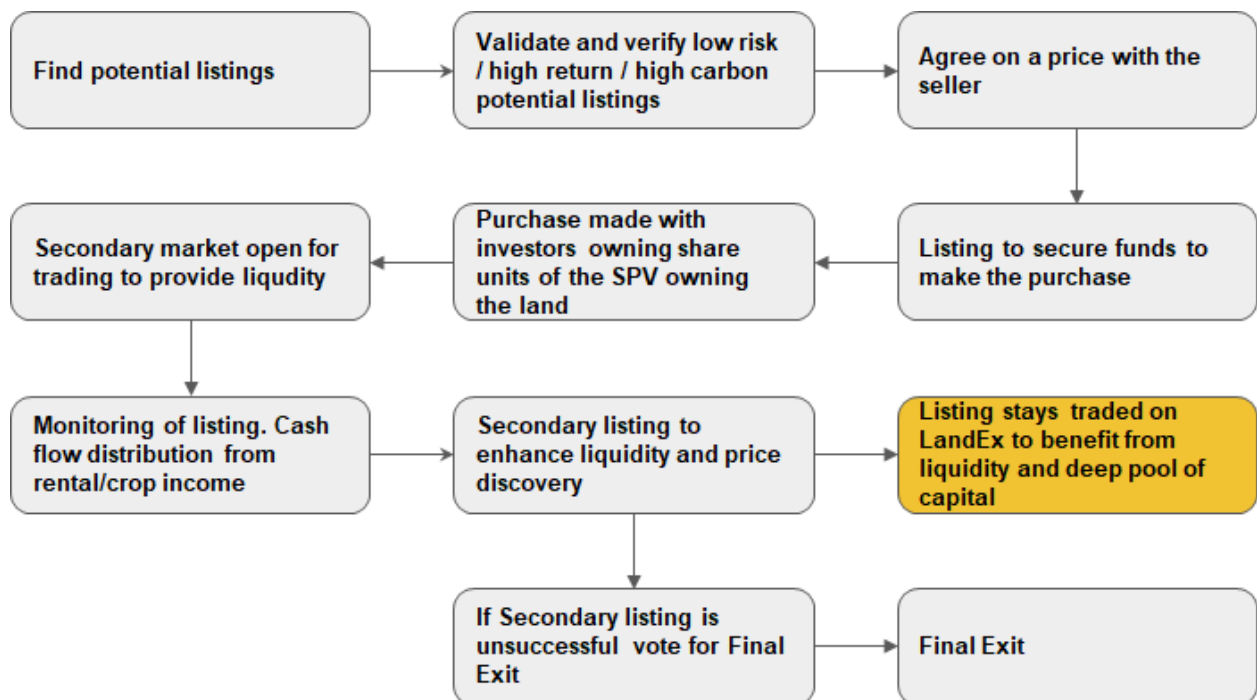 Find potential listings
Validate and verify low risk
/ high return / high carbon
potential listings
Agree on a price with the
seller
Secondary market open for
trading to provide liqudity
Purchase made with
investors owning share
units of the SPV owning
the land
Listing to secure funds to
make the purchase
Monitoring of listing. Cash
flow distribution from
rental/crop income
Secondary listing to
enhance liquidity and price
discovery
Listing stays traded on
LandEx to benefit from
liquidity and deep pool of
capital
If Secondary listing is
unsuccessful vote for Final
Exit
Final Exit